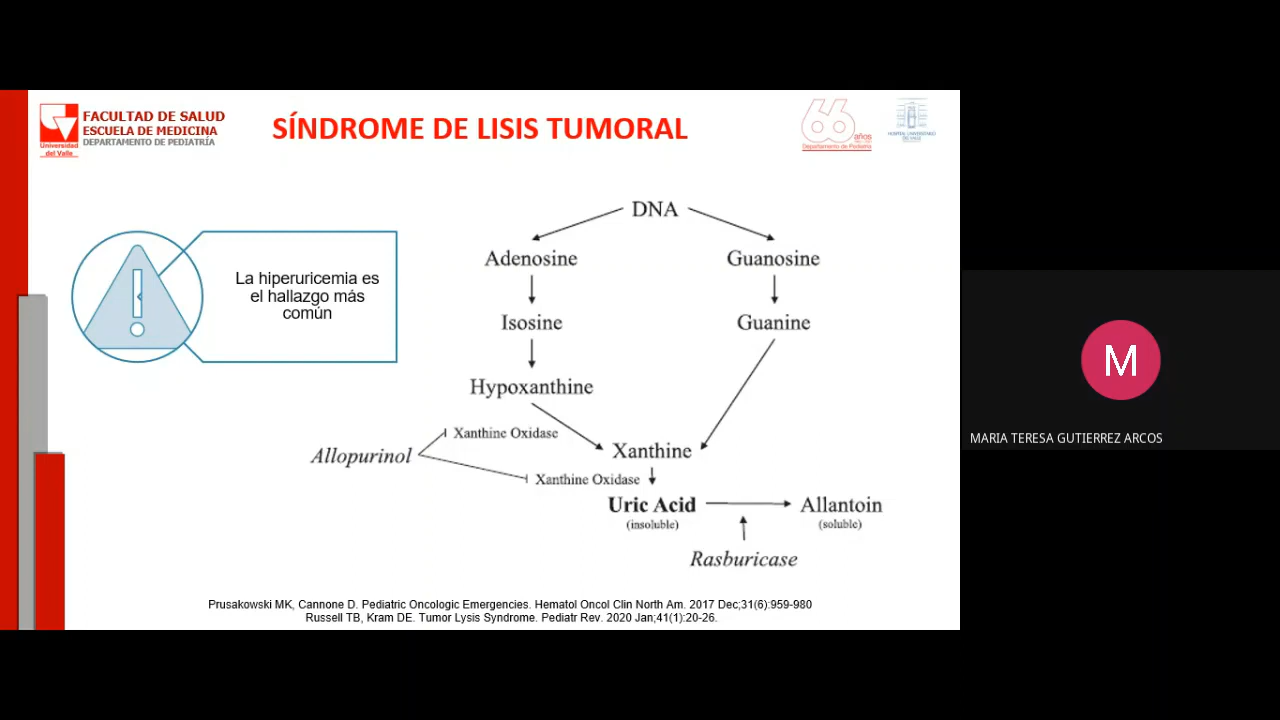 FACULTAD DE SALUD
ESCUELA DE MEDICINA
DEPARTAMENTO DE PEDIATRÍA
Universidad
del Valle
SÍNDROME DE LISIS TUMORAL
66 años
Departamento de Pediatría
HOSPITAL UNIVERSITARIO
DEL VALLE
La hiperuricemia es
el hallazgo más
común
DNA
Adenosine
Guanosine
Isosine
Guanine
Hypoxanthine
Xanthine Oxidase
Allopurinol
Xanthine
Xanthine Oxidase
Uric Acid
(insoluble)
Allantoin
(soluble)
Rasburicase
Prusakowski MK, Cannone D. Pediatric Oncologic Emergencies. Hematol Oncol Clin North Am. 2017 Dec;31(6):959-980
Russell TB, Kram DE. Tumor Lysis Syndrome. Pediatr Rev. 2020 Jan;41(1):20-26.
M
MARIA TERESA GUTIERREZ ARCOS